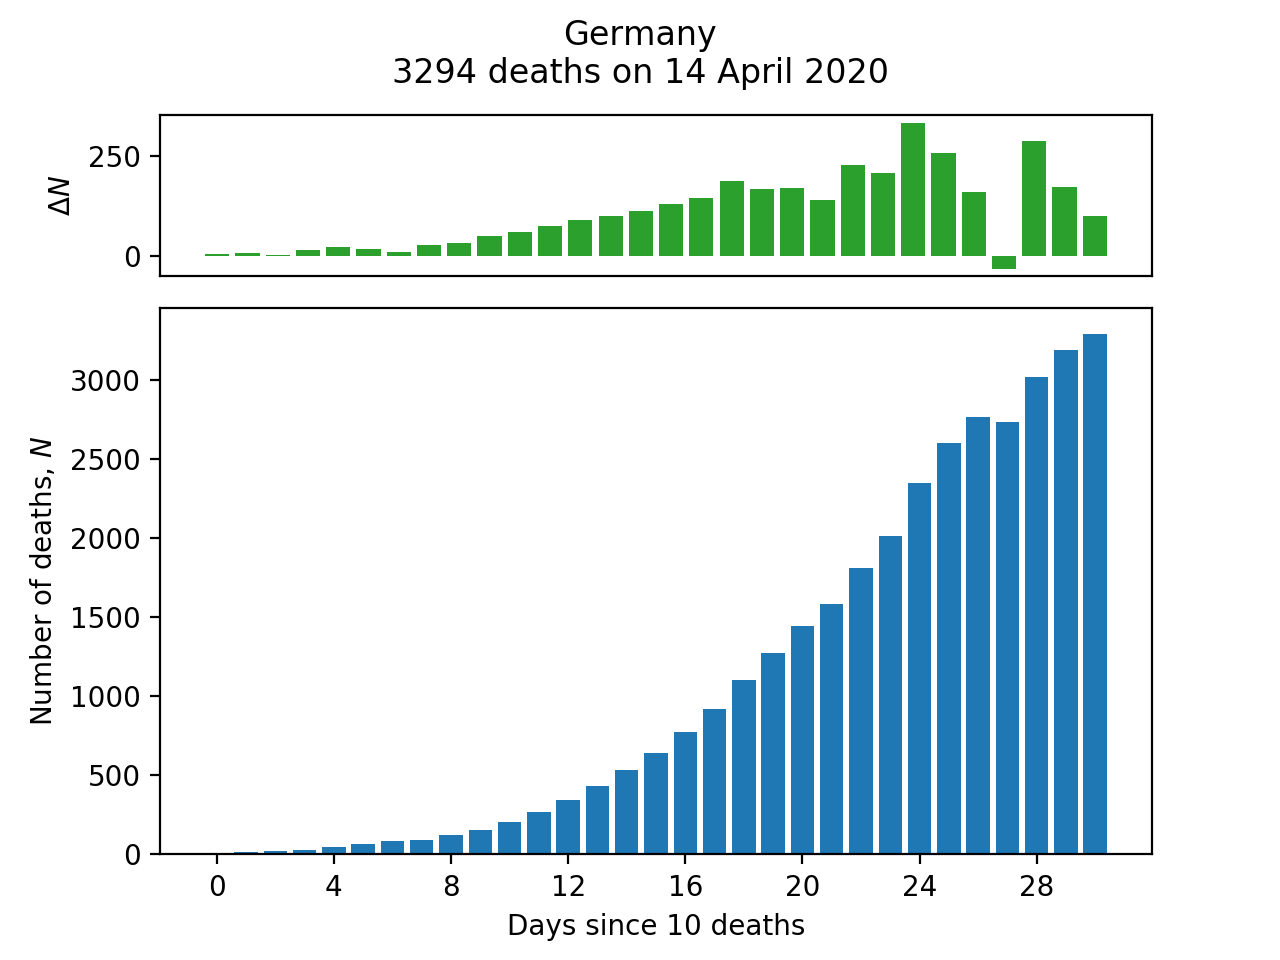 Germany
3294 deaths on 14 April 2020
ΔN
250
0
Number of deaths, N
3000
2500
2000
1500
1000
500
0
0 4 8 12 16 20 24 28
Days since 10 deaths